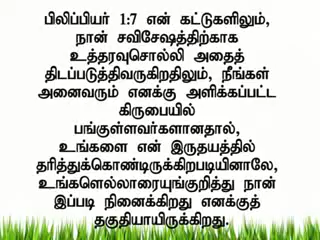 பிலிப்பியர் 1:7 என் கட்டுகளிலும்,
நான் சுவிசேஷத்திற்காக
உத்தரவுசொல்லி அதைத்
திடப்படுத்திவருகிறதிலும், நீங்கள்
அனைவரும் எனக்கு அளிக்கப்பட்ட
கிருபையில்
பங்குள்ளவர்களானதால்,
உங்களை என் இருதயத்தில்
தரித்துக்கொண்டிருக்கிறபடியினாலே,
உங்களெல்லாரையுங்குறித்து நான்
இப்படி நினைக்கிறது எனக்குத்
தகுதியாயிருக்கிறது.